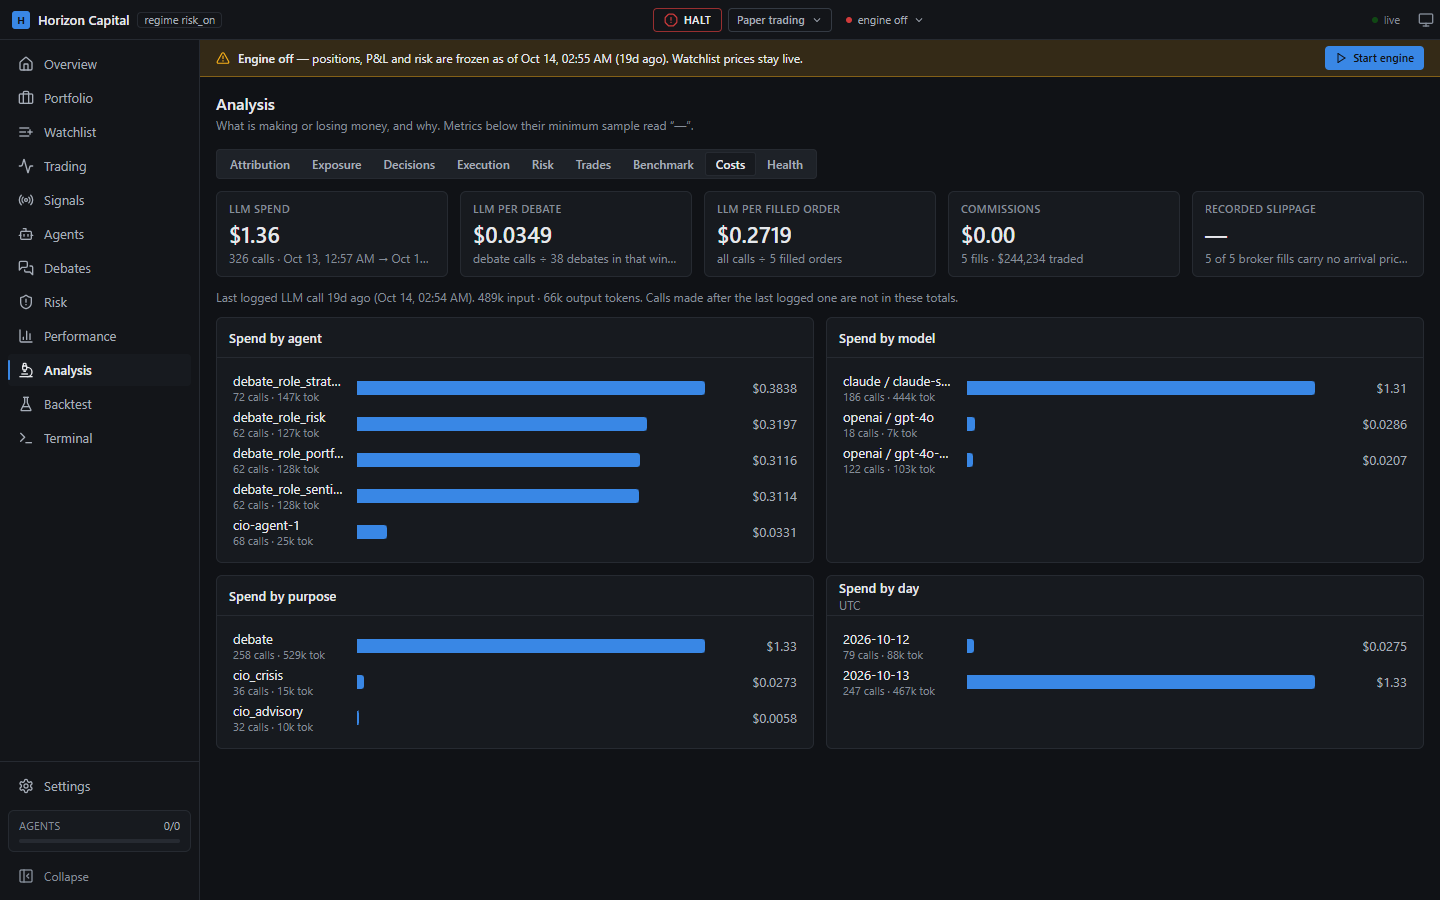 H Horizon Capital regime risk_on HALT Paper trading engine off live
Overview
Portfolio
Watchlist
Trading
Signals
Agents
Debates
Risk
Performance
Analysis
Backtest
Terminal
Settings
AGENTS 0/0
Collapse
Engine off — positions, P&L and risk are frozen as of Oct 14, 02:55 AM (19d ago). Watchlist prices stay live. Start engine
Analysis
What is making or losing money, and why. Metrics below their minimum sample read “—”.
Attribution Exposure Decisions Execution Risk Trades Benchmark Costs Health
LLM SPEND
$1.36
326 calls · Oct 13, 12:57 AM → Oct 1...
LLM PER DEBATE
$0.0349
debate calls ÷ 38 debates in that win...
LLM PER FILLED ORDER
$0.2719
all calls ÷ 5 filled orders
COMMISSIONS
$0.00
5 fills · $244,234 traded
RECORDED SLIPPAGE
—
5 of 5 broker fills carry no arrival pric...
Last logged LLM call 19d ago (Oct 14, 02:54 AM). 489k input · 66k output tokens. Calls made after the last logged one are not in these totals.
Spend by agent
debate_role_strat... $0.3838
72 calls · 147k tok
debate_role_risk $0.3197
62 calls · 127k tok
debate_role_portf... $0.3116
62 calls · 128k tok
debate_role_senti... $0.3114
62 calls · 128k tok
cio-agent-1 $0.0331
68 calls · 25k tok
Spend by model
claude / claude-s... $1.31
186 calls · 444k tok
openai / gpt-4o $0.0286
18 calls · 7k tok
openai / gpt-4o-... $0.0207
122 calls · 103k tok
Spend by purpose
debate $1.33
258 calls · 529k tok
cio_crisis $0.0273
36 calls · 15k tok
cio_advisory $0.0058
32 calls · 10k tok
Spend by day
UTC
2026-10-12 $0.0275
79 calls · 88k tok
2026-10-13 $1.33
247 calls · 467k tok